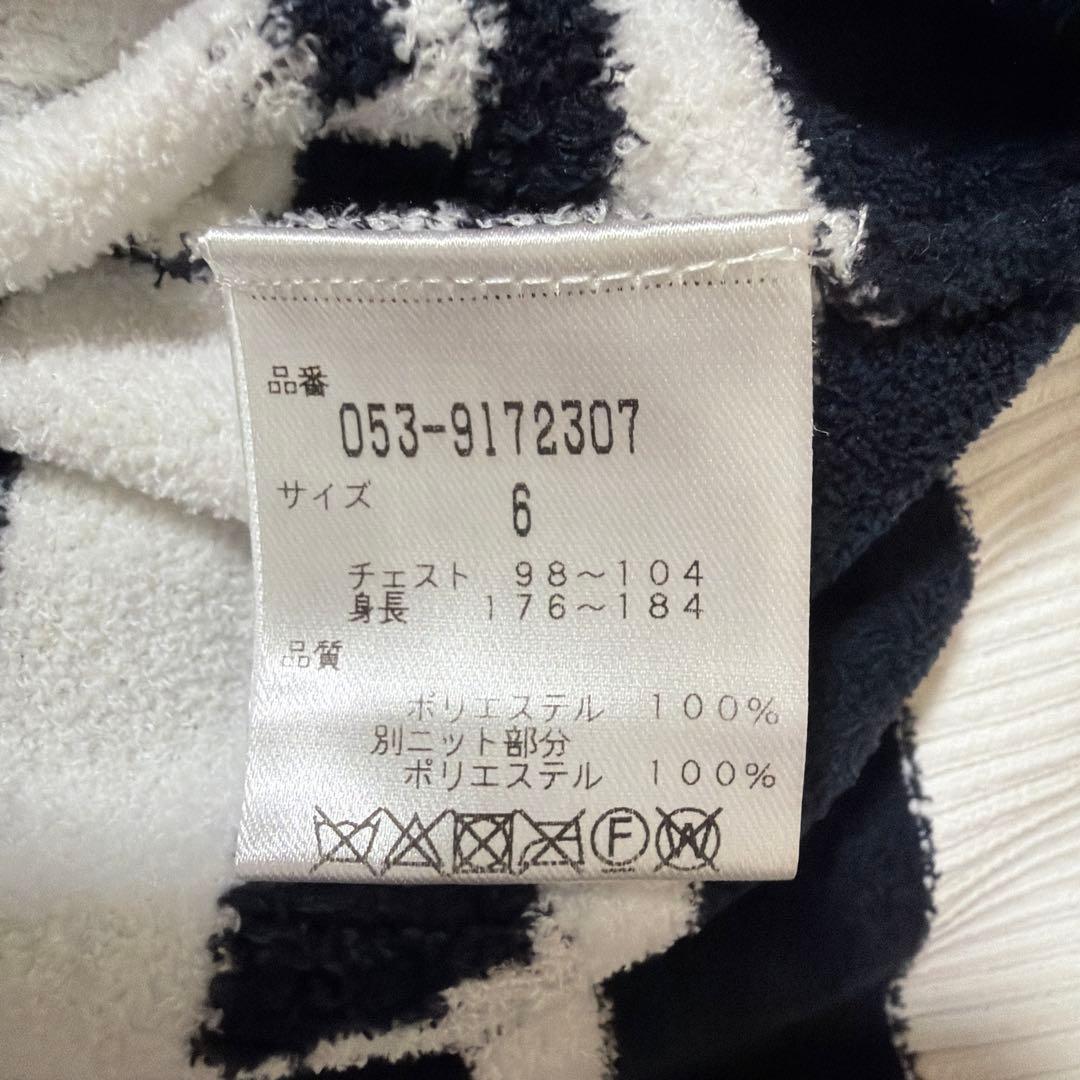 品番
053-9172307
サイズ 6
チェスト 98～104
身長 176～184
品質
ポリエステル 100%
別ニット部分
ポリエステル 100%
F W